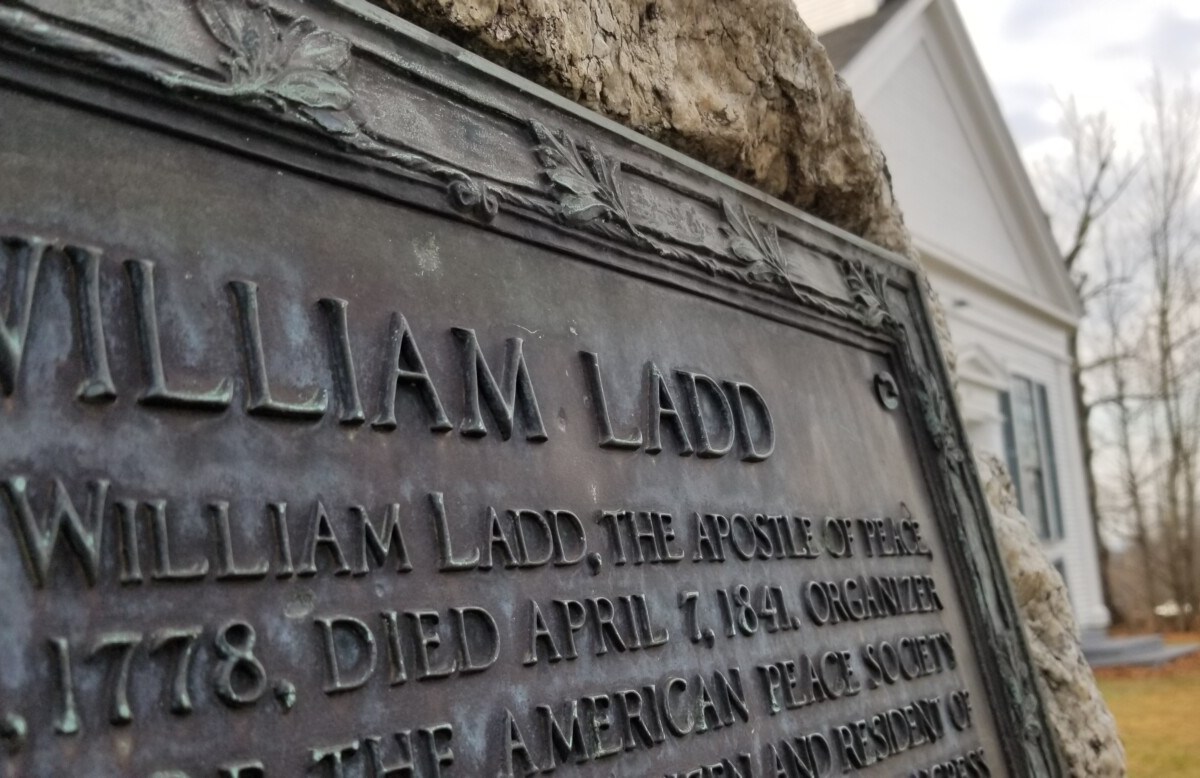 WILLIAM LADD
WILLIAM LADD, THE APOSTLE OF PEACE,
1778. DIED APRIL 7, 1841. ORGANIZER
OF THE AMERICAN PEACE SOCIETY
AND RESIDENT OF